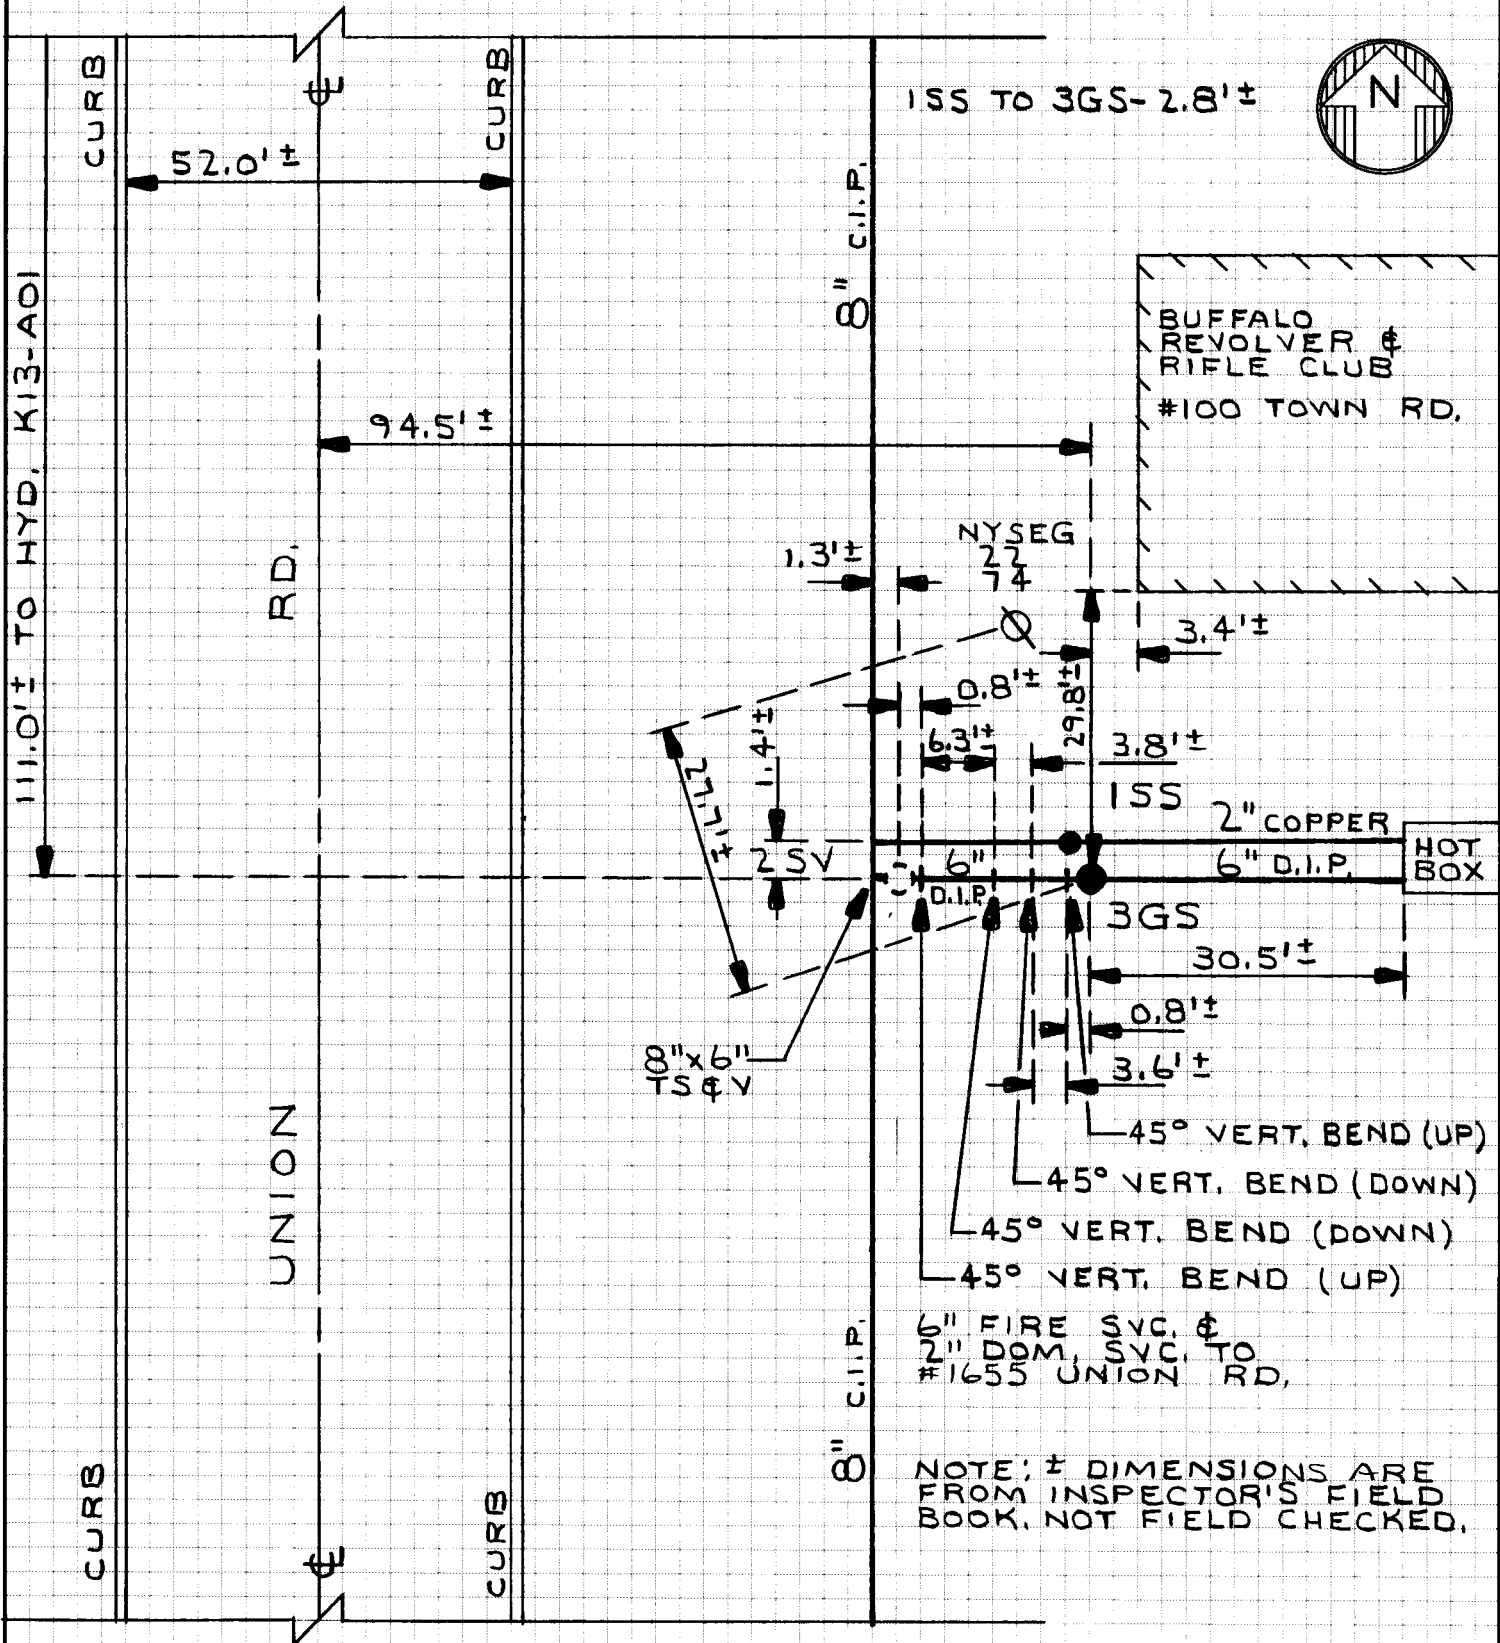 CURB
CURB
℄
1SS TO 3GS- 2.8'±
N
52.0'±
8" C.I.P.
111.0'± TO HYD. K13-A01
BUFFALO
REVOLVER &
RIFLE CLUB
#100 TOWN RD.
94.5'±
NYSEG
22
74
1.3'±
3.4'±
0.8'±
29.8'±
6.3'±
3.8'±
1SS
1.4'±
27.7'±
2" COPPER
2 SV
6"
D.I.P.
6" D.I.P.
HOT
BOX
3GS
30.5'±
0.8'±
3.6'±
8"x6"
TS & V
UNION RD.
45° VERT. BEND (UP)
45° VERT. BEND (DOWN)
45° VERT. BEND (DOWN)
45° VERT. BEND (UP)
6" FIRE SVC. &
2" DOM. SVC. TO
#1655 UNION RD.
8" C.I.P.
NOTE: ± DIMENSIONS ARE
FROM INSPECTOR'S FIELD
BOOK. NOT FIELD CHECKED.
CURB
CURB
℄